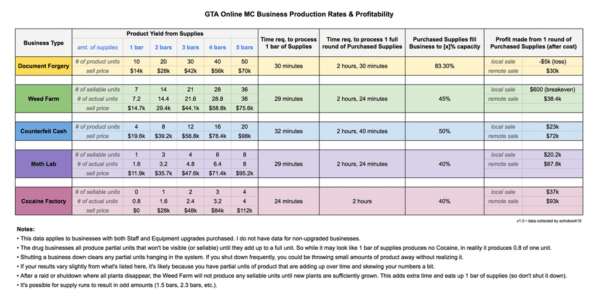 GTA Online MC Business Production Rates & Profitability
Business Type
Product Yield from Supplies
Time req. to process 1 bar of Supplies
Time req. to process 1 full round of Purchased Supplies
Purchased Supplies fill Business to [x]% capacity
Profit made from 1 round of Purchased Supplies (after cost)
amt. of supplies 1 bar 2 bars 3 bars 4 bars 5 bars
Document Forgery
# of product units 10 20 30 40 50
sell price $14k $28k $42k $56k $70k
30 minutes 2 hours, 30 minutes 83.30%
local sale -$5k (loss)
remote sale $30k
Weed Farm
# of sellable units 7 14 21 28 36
# of actual units 7.2 14.4 21.6 28.8 36
sell price $14.7k 29.4k $44.1k $58.8k $75.6k
29 minutes 2 hours, 24 minutes 45%
local sale $600 (breakeven)
remote sale $38.4k
Counterfeit Cash
# of product units 4 8 12 16 20
sell price $19.6k $39.2k $58.8k $78.4k $98k
32 minutes 2 hours, 40 minutes 50%
local sale $23k
remote sale $72k
Meth Lab
# of sellable units 1 3 4 6 8
# of actual units 1.6 3.2 4.8 6.4 8
sell price $11.9k $35.7k $47.6k $71.4k $95.2k
29 minutes 2 hours, 24 minutes 40%
local sale $20.2k
remote sale $67.8k
Cocaine Factory
# of sellable units 0 1 2 3 4
# of actual units 0.8 1.6 2.4 3.2 4
sell price $0 $28k $48k $84k $112k
24 minutes 2 hours 40%
local sale $37k
remote sale $93k
v1.0 • data collected by
Notes:
• This data applies to businesses with both Staff and Equipment upgrades purchased. I do not have data for non-upgraded businesses.
• The drug businesses all produce partial units that won't be visible (or sellable) until they add up to a full unit. So while it may look like 1 bar of supplies produces no Cocaine, in reality it produces 0.8 of one unit.
• Shutting a business down clears any partial units hanging in the system. If you shut down frequently, you could be throwing small amounts of product away without realizing it.
• If your results vary slightly from what's listed here, it's likely because you have partial units of product that are adding up over time and skewing your numbers a bit.
• After a raid or shutdown where all plants disappear, the Weed Farm will not produce any sellable units until new plants are sufficiently grown. This adds extra time and eats up 1 bar of supplies (so don't shut it down).
• It's possible for supply runs to result in odd amounts (1.5 bars, 2.3 bars, etc.).